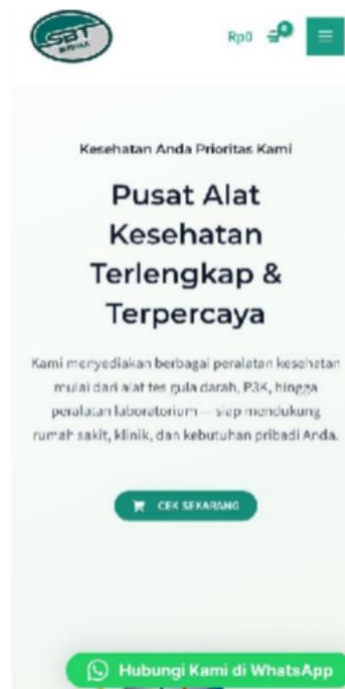 SBT
Rp0
0
Kesehatan Anda Prioritas Kami
Pusat Alat
Kesehatan
Terlengkap &
Terpercaya
Kami menyediakan berbagai peralatan kesehatan
mulai dari alat tes gula darah, P3K, hingga
peralatan laboratorium — siap mendukung
rumah sakit, klinik, dan kebutuhan pribadi Anda.
CEK SEKARANG
Hubungi Kami di WhatsApp